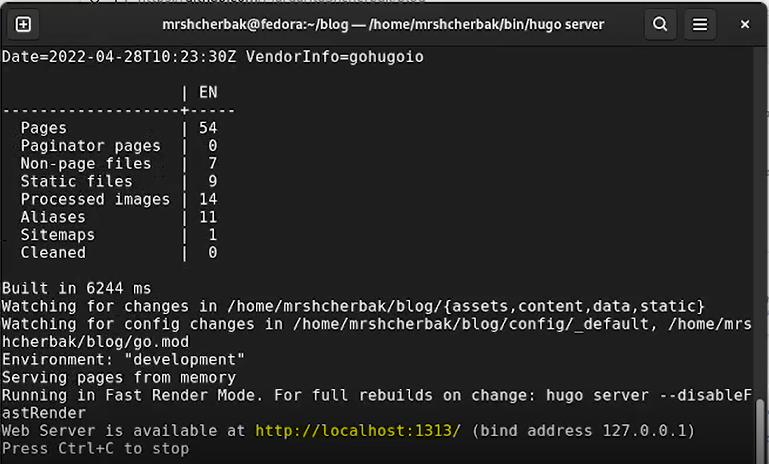 mrshcherbak@fedora:~/blog — /home/mrshcherbak/bin/hugo server
Date=2022-04-28T10:23:30Z VendorInfo=gohugoio
| EN
-------------------+-----
Pages | 54
Paginator pages | 0
Non-page files | 7
Static files | 9
Processed images | 14
Aliases | 11
Sitemaps | 1
Cleaned | 0
Built in 6244 ms
Watching for changes in /home/mrshcherbak/blog/{assets,content,data,static}
Watching for config changes in /home/mrshcherbak/blog/config/_default, /home/mrs
hcherbak/blog/go.mod
Environment: "development"
Serving pages from memory
Running in Fast Render Mode. For full rebuilds on change: hugo server --disableF
astRender
Web Server is available at http://localhost:1313/ (bind address 127.0.0.1)
Press Ctrl+C to stop